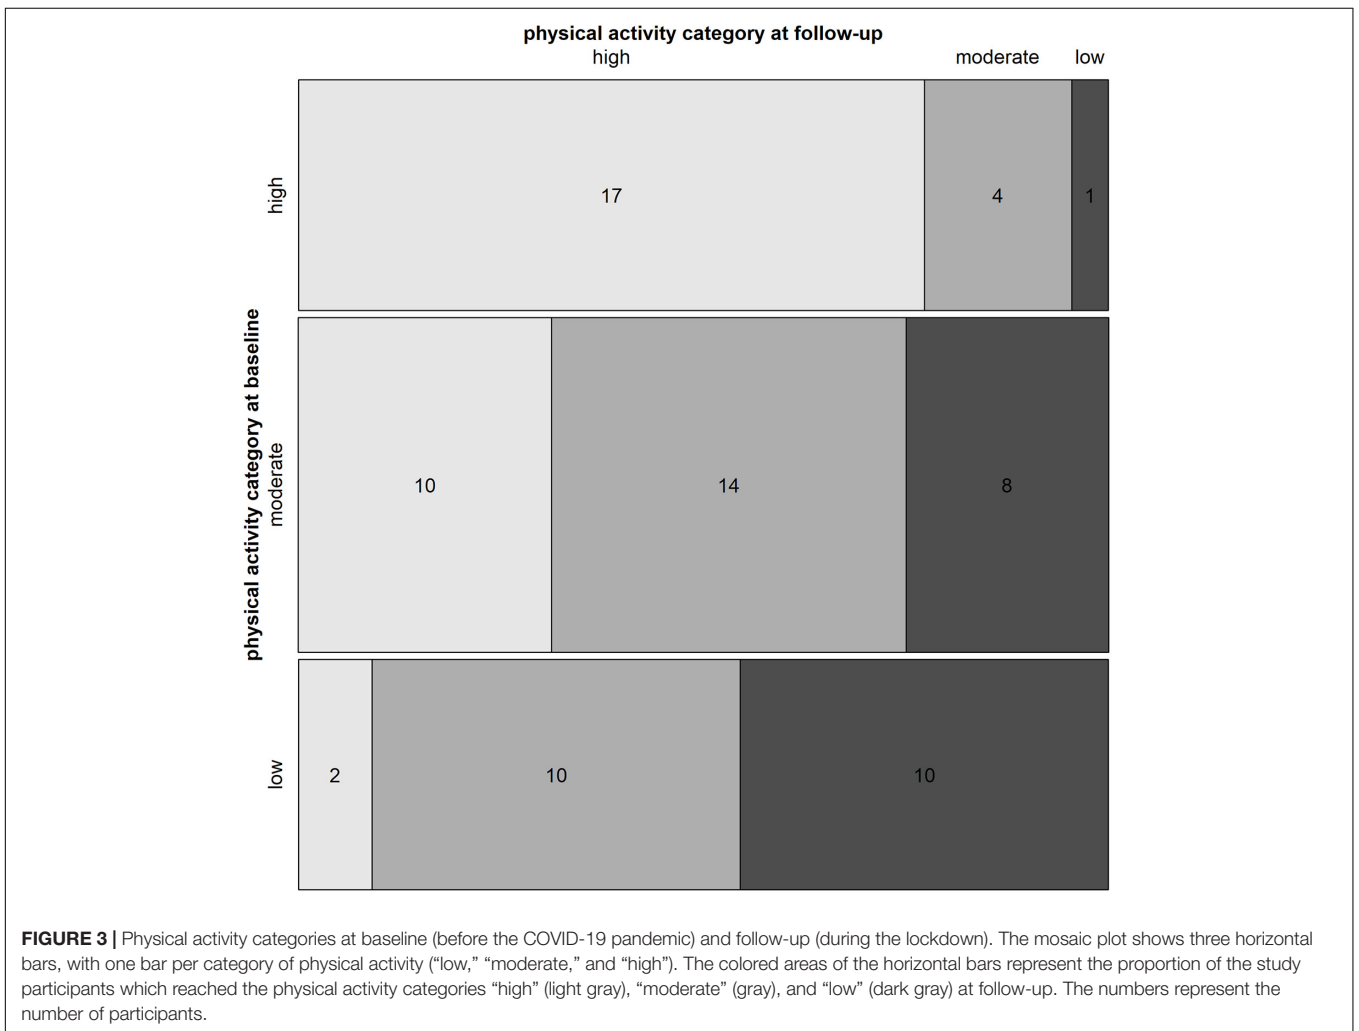 physical activity category at follow-up
high moderate low
high
17 4 1
physical activity category at baseline
moderate
10 14 8
low
2 10 10
FIGURE 3 | Physical activity categories at baseline (before the COVID-19 pandemic) and follow-up (during the lockdown). The mosaic plot shows three horizontal
bars, with one bar per category of physical activity (“low,” “moderate,” and “high”). The colored areas of the horizontal bars represent the proportion of the study
participants which reached the physical activity categories “high” (light gray), “moderate” (gray), and “low” (dark gray) at follow-up. The numbers represent the
number of participants.